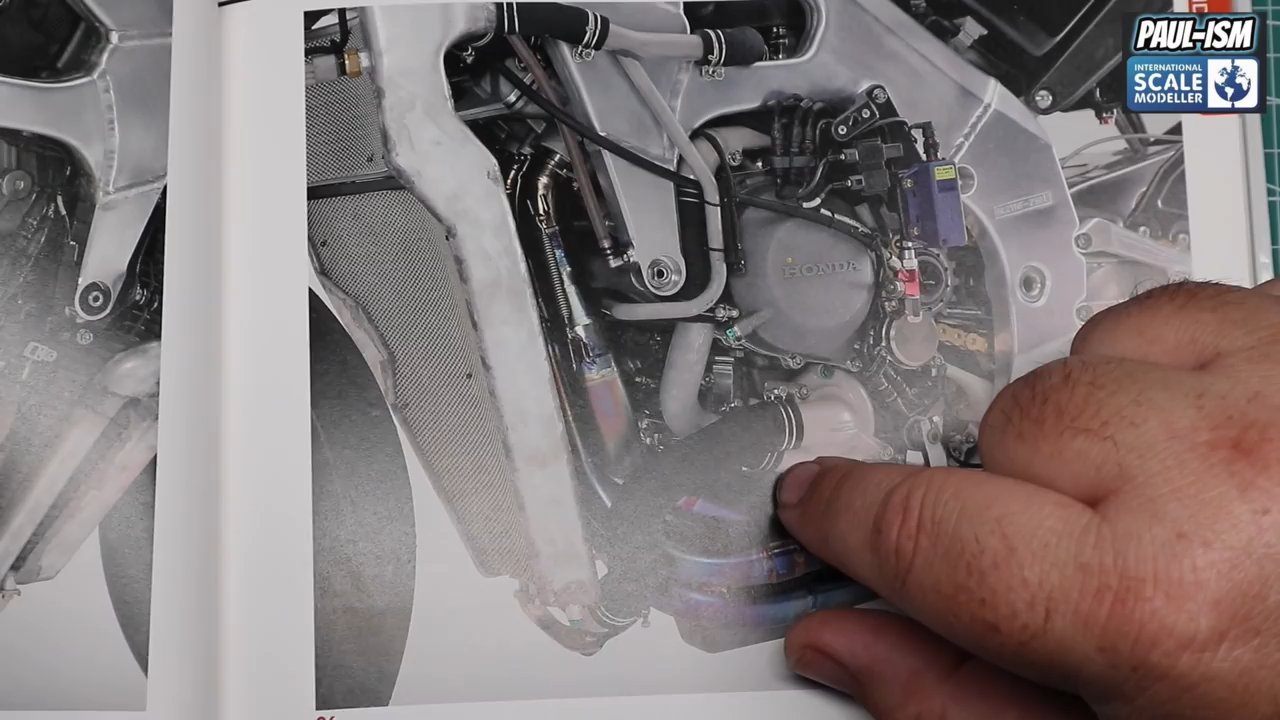 PAUL-ISM
INTERNATIONAL
SCALE
MODELLER
HONDA